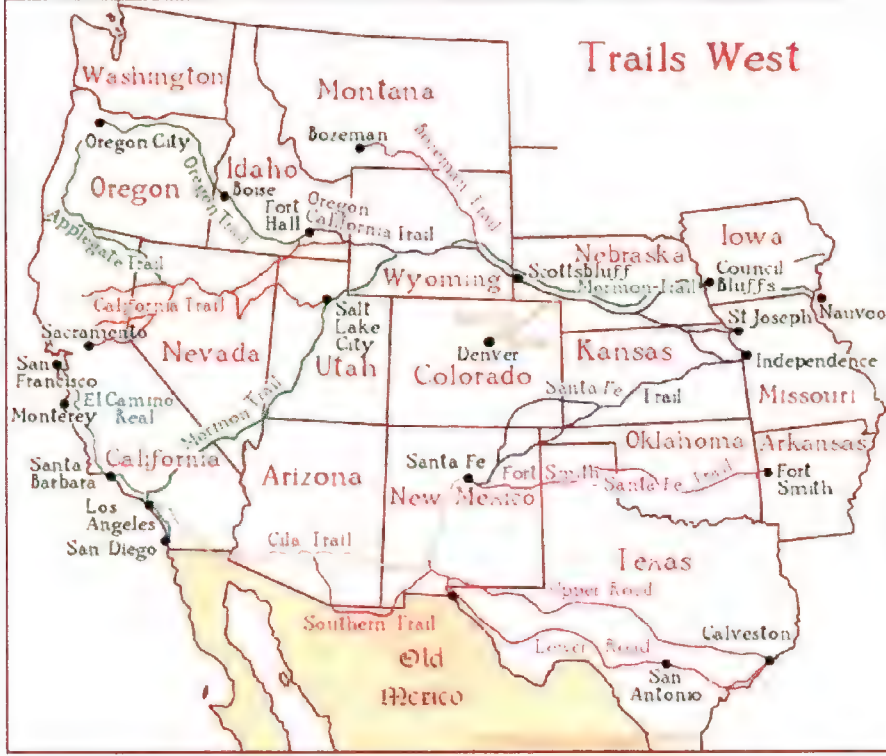 Trails West
Washington
Montana
Oregon City
Bozeman
Bozeman Trail
Oregon
Idaho
Boise
Oregon Trail
Fort
Hall
Oregon
California Trail
Applegate Trail
Iowa
Nebraska
Wyoming
Scottsbluff
Mormon-Trail
Council
Bluffs
California Trail
Nauvoo
Salt
Lake
City
St Joseph
Sacramento
Nevada
Utah
Denver
Colorado
Kansas
Independence
San
Francisco
Santa Fe
Trail
Missouri
Monterey
El Camino
Real
Mormon Trail
Oklahoma
Arkansas
Santa
Barbara
California
Arizona
Santa Fe
New Mexico
Fort Smith
Santa Fe Trail
Fort
Smith
Los
Angeles
San Diego
Cila Trail
Texas
Upper Road
Southern Trail
Lower Road
Calveston
Old
Mexico
San
Antonio